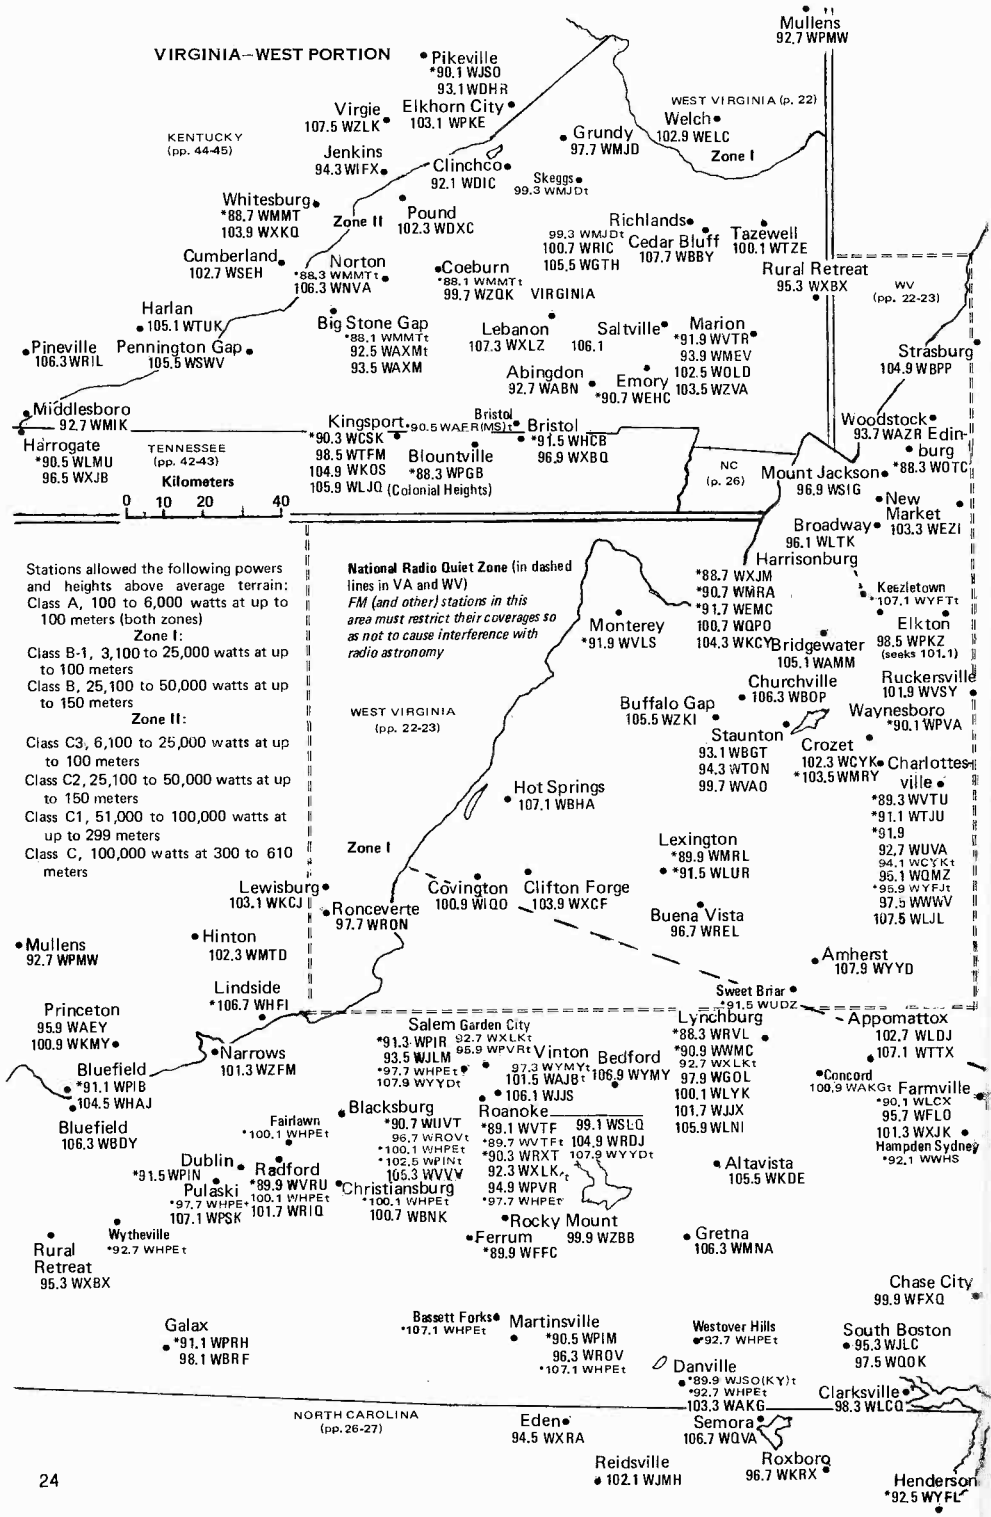 Mullens
92.7 WPMW
VIRGINIA—WEST PORTION
Pikeville
*90.1 WJSO
93.1 WDHR
Virgie
107.5 WZLK
Elkhorn City
103.1 WPKE
WEST VIRGINIA (p. 22)
Welch
102.9 WELC
Zone I
KENTUCKY
(pp. 44-45)
Grundy
97.7 WMJD
Jenkins
94.3 WIFX
Clinchco
92.1 WDIC
Skeggs
99.3 WMJDt
Whitesburg
*88.7 WMMT
103.9 WXKQ
Zone II
Pound
102.3 WDXC
Richlands
99.3 WMJDt
100.7 WRIC
105.5 WGTH
Cedar Bluff
107.7 WBBY
Tazewell
100.1 WTZE
Cumberland
102.7 WSEH
Norton
*88.3 WMMTt
106.3 WNVA
Coeburn
*88.1 WMMTt
99.7 WZQK
VIRGINIA
Rural Retreat
95.3 WXBX
WV
(pp. 22-23)
Harlan
105.1 WTUK
Big Stone Gap
*88.1 WMMTt
92.5 WAXMt
93.5 WAXM
Lebanon
107.3 WXLZ
Saltville
106.1
Marion
*91.9 WVTR
93.9 WMEV
102.5 WOLD
103.5 WZVA
Pineville
106.3 WRIL
Pennington Gap
105.5 WSWV
Strasburg
104.9 WBPP
Abingdon
92.7 WABN
Emory
*90.7 WEHC
Middlesboro
92.7 WMIK
Harrogate
*90.5 WLMU
96.5 WXJB
TENNESSEE
(pp. 42-43)
Kilometers
0 10 20 40
Kingsport
*90.3 WCSK
98.5 WTFM
104.9 WKOS
105.9 WLJQ (Colonial Heights)
Bristol
*90.5 WAER(MS)t
Bristol
*91.5 WHCB
96.9 WXBQ
Blountville
*88.3 WPGB
NC
(p. 26)
Woodstock
93.7 WAZR
Edin-
burg
*88.3 WOTC
Mount Jackson
96.9 WSIG
New
Market
103.3 WEZI
Broadway
96.1 WLTK
Stations allowed the following powers
and heights above average terrain:
Class A, 100 to 6,000 watts at up to
100 meters (both zones)
Zone I:
Class B-1, 3,100 to 25,000 watts at up
to 100 meters
Class B, 25,100 to 50,000 watts at up
to 150 meters
Zone II:
Class C3, 6,100 to 25,000 watts at up
to 100 meters
Class C2, 25,100 to 50,000 watts at up
to 150 meters
Class C1, 51,000 to 100,000 watts at
up to 299 meters
Class C, 100,000 watts at 300 to 610
meters
National Radio Quiet Zone (in dashed
lines in VA and WV)
FM (and other) stations in this
area must restrict their coverages so
as not to cause interference with
radio astronomy
WEST VIRGINIA
(pp. 22-23)
Zone I
Harrisonburg
*88.7 WXJM
*90.7 WMRA
*91.7 WEMC
100.7 WQPO
104.3 WKCY
Keezletown
*107.1 WYFTt
Elkton
98.5 WPKZ
(seeks 101.1)
Monterey
*91.9 WVLS
Bridgewater
105.1 WAMM
Churchville
106.3 WBOP
Ruckersville
101.9 WVSY
Buffalo Gap
105.5 WZKI
Waynesboro
*90.1 WPVA
Staunton
93.1 WBGT
94.3 WTON
99.7 WVAO
Crozet
102.3 WCYK
*103.5 WMRY
Charlottes-
ville
*89.3 WVTU
*91.1 WTJU
*91.9
92.7 WUVA
94.1 WCYKt
95.1 WQMZ
*95.9 WYFJt
97.5 WWWV
107.5 WLJL
Hot Springs
107.1 WBHA
Lexington
*89.9 WMRL
*91.5 WLUR
Lewisburg
103.1 WKCJ
Ronceverte
97.7 WRON
Covington
100.9 WIQO
Clifton Forge
103.9 WXCF
Buena Vista
96.7 WREL
Mullens
92.7 WPMW
Hinton
102.3 WMTD
Amherst
107.9 WYYD
Lindside
*106.7 WHFI
Sweet Briar
*91.5 WUDZ
Princeton
95.9 WAEY
100.9 WKMY
Salem
*91.3 WPIR
93.5 WJLM
*97.7 WHPEt
107.9 WYYDt
Garden City
92.7 WXLKt
95.9 WPVRt
Vinton
97.3 WYMYt
101.5 WAJBt
106.1 WJJS
Bedford
106.9 WYMY
Lynchburg
*88.3 WRVL
*90.9 WWMC
92.7 WXLKt
97.9 WGOL
100.1 WLYK
101.7 WJJX
105.9 WLNI
Appomattox
102.7 WLDJ
107.1 WTTX
Narrows
101.3 WZFM
Bluefield
*91.1 WPIB
104.5 WHAJ
Concord
100.9 WAKGt
Farmville
*90.1 WLCX
95.7 WFLO
101.3 WXJK
Hampden Sydney
*92.1 WWHS
Bluefield
106.3 WBDY
Fairlawn
*100.1 WHPEt
Blacksburg
*90.7 WUVT
96.7 WROVt
*100.1 WHPEt
*102.5 WPINt
105.3 WVVV
Roanoke
*89.1 WVTF
*89.7 WVTFt
*90.3 WRXT
92.3 WXLK
94.9 WPVR
*97.7 WHPEt
99.1 WSLQ
104.9 WRDJ
107.9 WYYDt
Dublin
*91.5 WPIN
Radford
*89.9 WVRU
100.1 WHPEt
101.7 WRIQ
Pulaski
*97.7 WHPEt
107.1 WPSK
Christiansburg
*100.1 WHPEt
100.7 WBNK
Altavista
105.5 WKDE
Wytheville
*92.7 WHPEt
Rural
Retreat
95.3 WXBX
Rocky Mount
99.9 WZBB
Ferrum
*89.9 WFFC
Gretna
106.3 WMNA
Chase City
99.9 WFXQ
Galax
*91.1 WPRH
98.1 WBRF
Bassett Forks
*107.1 WHPEt
Martinsville
*90.5 WPIM
96.3 WROV
*107.1 WHPEt
Westover Hills
*92.7 WHPEt
South Boston
95.3 WJLC
97.5 WQOK
Danville
*89.9 WJSO(KY)t
*92.7 WHPEt
103.3 WAKG
Clarksville
98.3 WLCQ
NORTH CAROLINA
(pp. 26-27)
Eden
94.5 WXRA
Semora
106.7 WQVA
Reidsville
102.1 WJMH
Roxboro
96.7 WKRX
Henderson
*92.5 WYFL
24